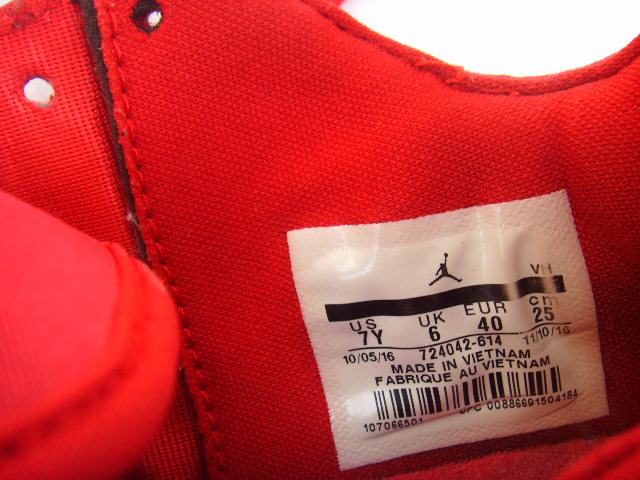 VH
US UK EUR cm
7Y 6 40 25
10/05/16 724042-614 11/10/16
MADE IN VIETNAM
FABRIQUE AU VIETNAM
107066501 UPC 00886691504184